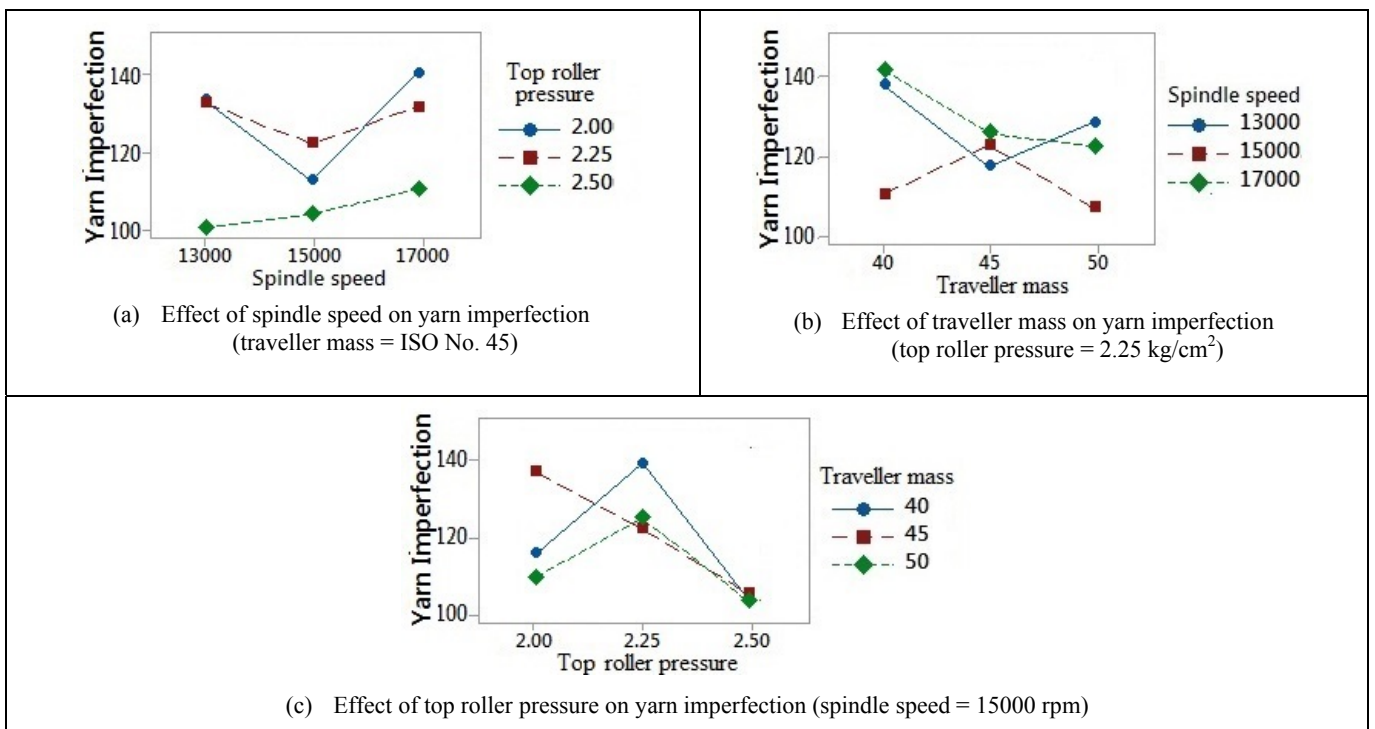 Yarn Imperfection
140
120
100
13000 15000 17000
Spindle speed
Top roller
pressure
2.00
2.25
2.50
(a) Effect of spindle speed on yarn imperfection
(traveller mass = ISO No. 45)
Yarn Imperfection
140
120
100
40 45 50
Traveller mass
Spindle speed
13000
15000
17000
(b) Effect of traveller mass on yarn imperfection
(top roller pressure = 2.25 kg/cm²)
Yarn Imperfection
140
120
100
2.00 2.25 2.50
Top roller pressure
Traveller mass
40
45
50
(c) Effect of top roller pressure on yarn imperfection (spindle speed = 15000 rpm)